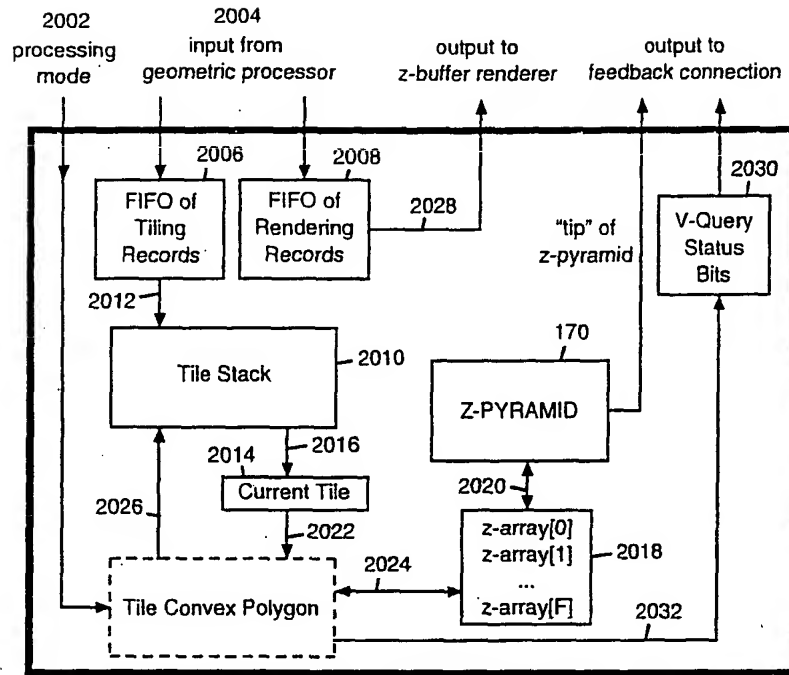 2002
processing
mode
2004
input from
geometric processor
output to
z-buffer renderer
output to
feedback connection
2006
FIFO of
Tiling
Records
2008
FIFO of
Rendering
Records
2028
"tip" of
z-pyramid
2030
V-Query
Status
Bits
2012
Tile Stack
2010
170
Z-PYRAMID
2016
2014
Current Tile
2026
2022
2020
z-array[0]
z-array[1]
...
z-array[F]
2018
2024
Tile Convex Polygon
2032